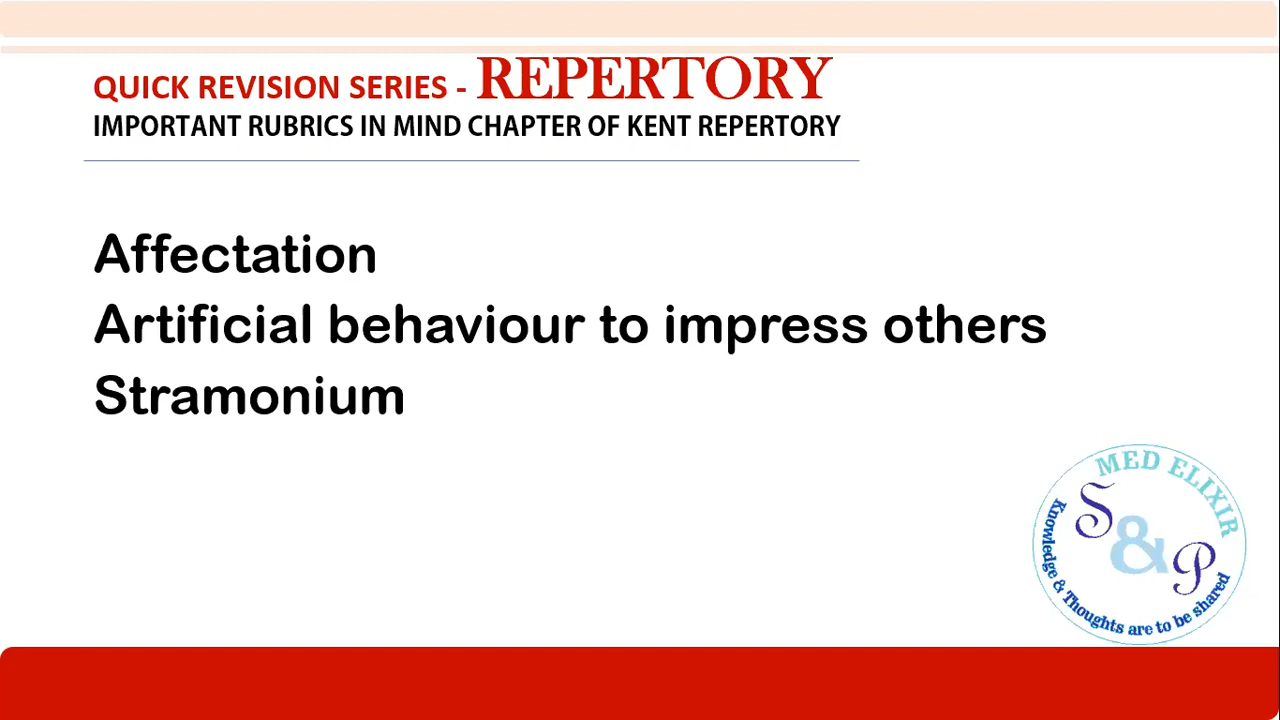 QUICK REVISION SERIES - REPERTORY
IMPORTANT RUBRICS IN MIND CHAPTER OF KENT REPERTORY
Affectation
Artificial behaviour to impress others
Stramonium
MED ELIXIR
S & P
Knowledge & Thoughts are to be shared